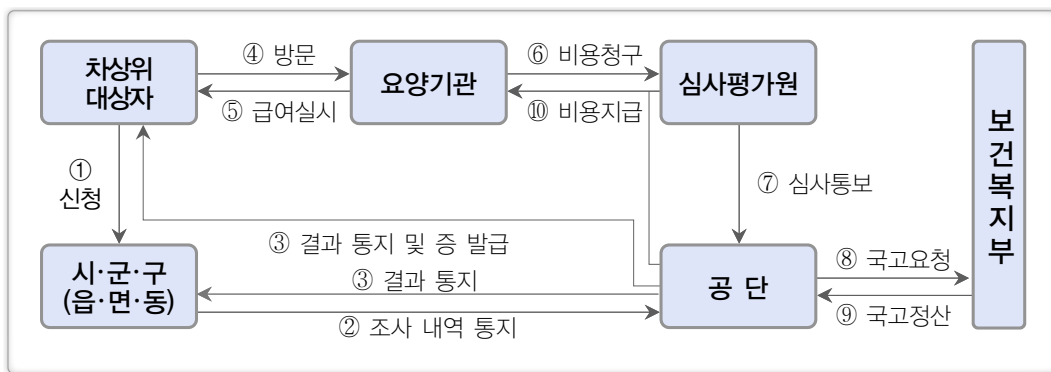 차상위
대상자
④ 방문
⑤ 급여실시
요양기관
⑥ 비용청구
⑩ 비용지급
심사평가원
보건복지부
①
신청
⑦ 심사통보
③ 결과 통지 및 증 발급
③ 결과 통지
② 조사 내역 통지
시·군·구
(읍·면·동)
공 단
⑧ 국고요청
⑨ 국고정산